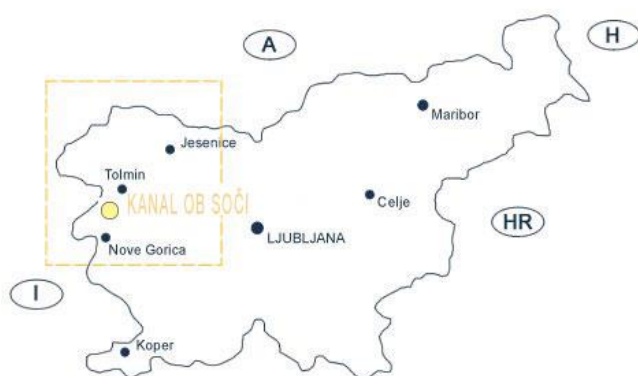 A
H
Maribor
Jesenice
Tolmin
KANAL OB SOČI
Celje
HR
LJUBLJANA
Nove Gorica
I
Koper